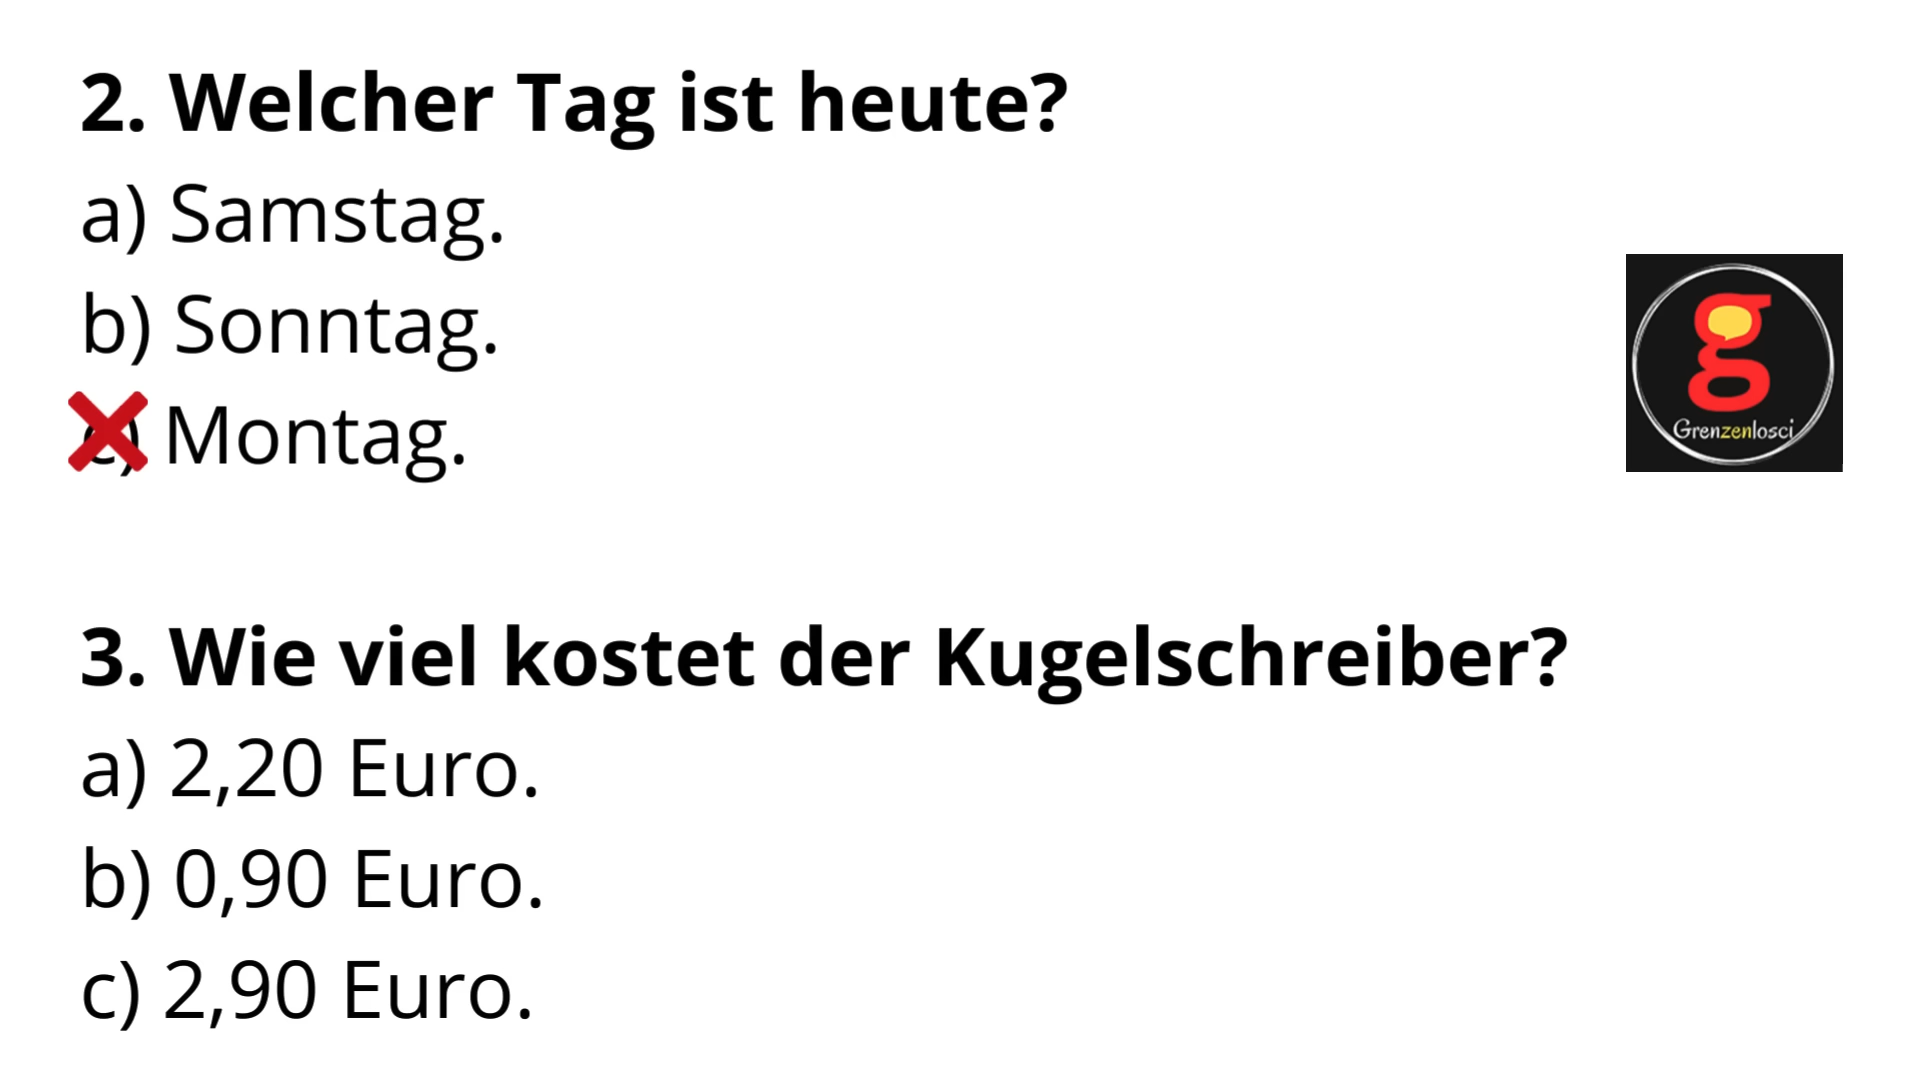 2. Welcher Tag ist heute?
a) Samstag.
b) Sonntag.
c) Montag.
Grenzenlosci
3. Wie viel kostet der Kugelschreiber?
a) 2,20 Euro.
b) 0,90 Euro.
c) 2,90 Euro.